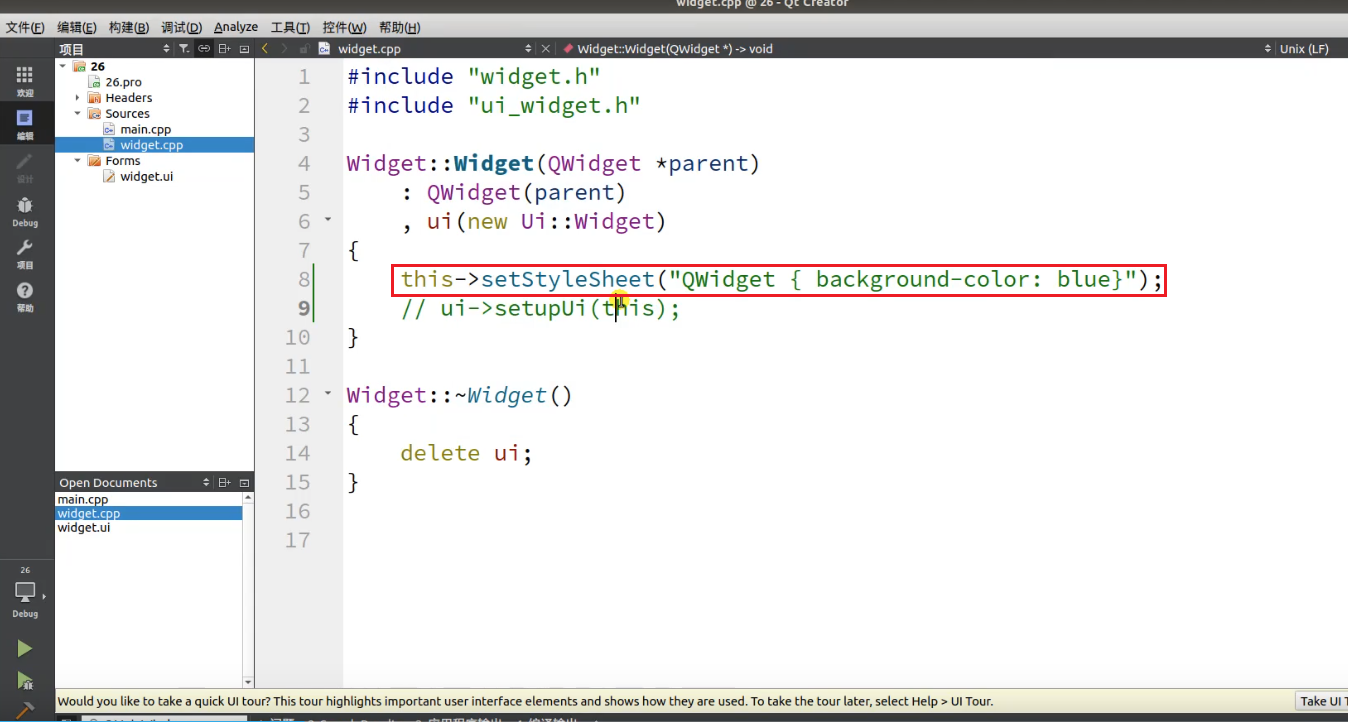 widget.cpp @ 26 - Qt Creator
文件(F) 编辑(E) 构建(B) 调试(D) Analyze 工具(T) 控件(W) 帮助(H)
项目
widget.cpp
Widget::Widget(QWidget *) -> void
Unix (LF)
欢迎
编辑
设计
Debug
项目
帮助
26
26.pro
Headers
Sources
main.cpp
widget.cpp
Forms
widget.ui
1 #include "widget.h"
2 #include "ui_widget.h"
3
4 Widget::Widget(QWidget *parent)
5 : QWidget(parent)
6 , ui(new Ui::Widget)
7 {
8 this->setStyleSheet("QWidget { background-color: blue}");
9 // ui->setupUi(this);
10 }
11
12 Widget::~Widget()
13 {
14 delete ui;
15 }
16
17
Open Documents
main.cpp
widget.cpp
widget.ui
26
Debug
Would you like to take a quick UI tour? This tour highlights important user interface elements and shows how they are used. To take the tour later, select Help > UI Tour.
Take UI T